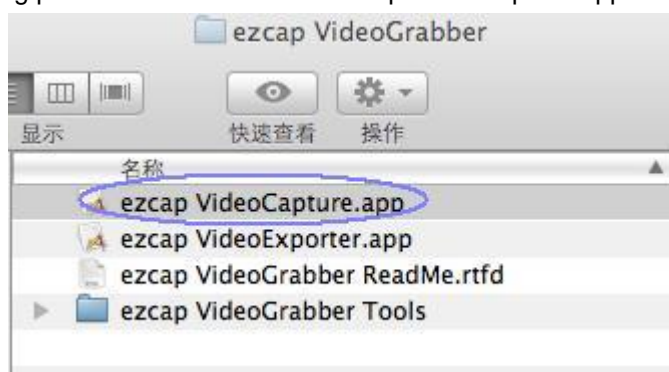 ezcap VideoGrabber
显示 快速查看 操作
名称
ezcap VideoCapture.app
ezcap VideoExporter.app
ezcap VideoGrabber ReadMe.rtfd
ezcap VideoGrabber Tools